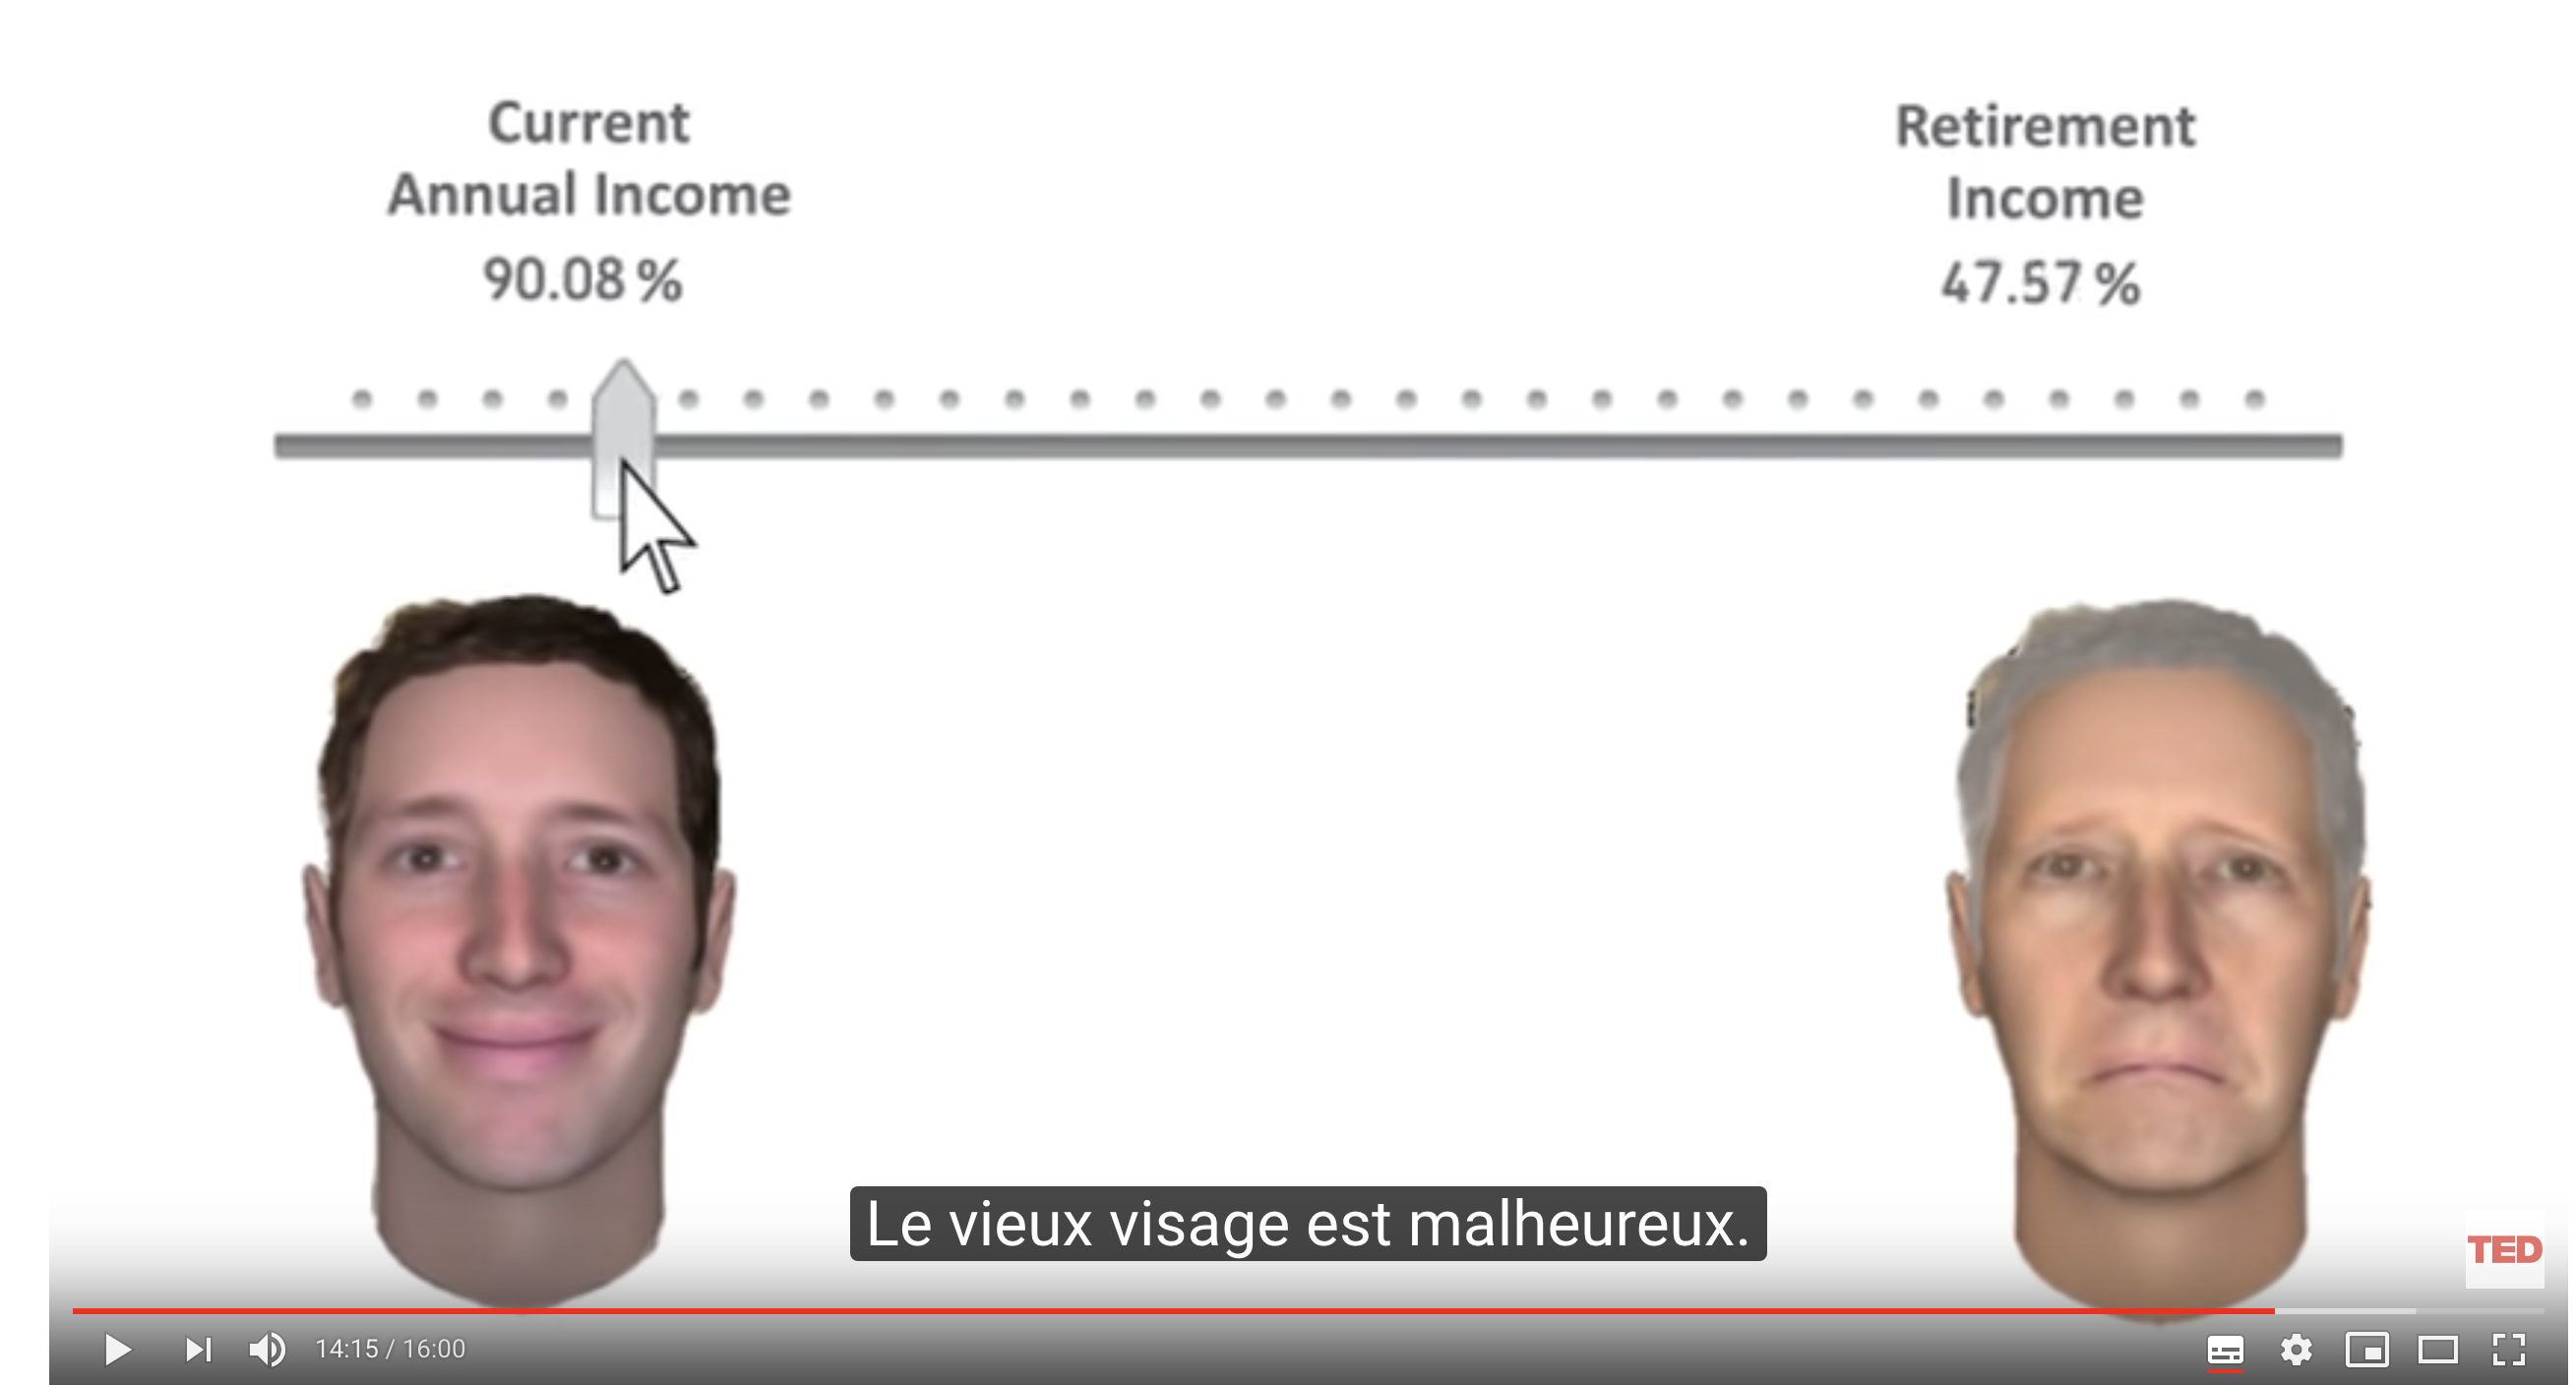 Current
Annual Income
90.08 %
Retirement
Income
47.57 %
Le vieux visage est malheureux.
TED
14:15 / 16:00